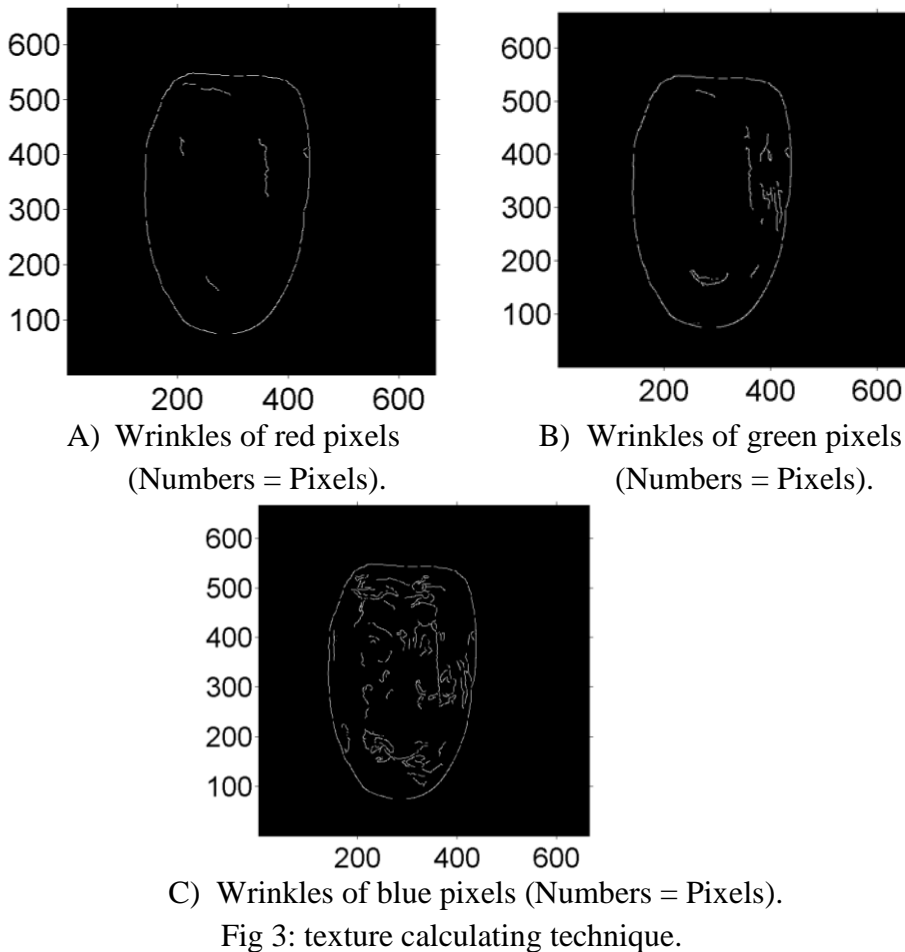 600
500
400
300
200
100
200 400 600
A) Wrinkles of red pixels
(Numbers = Pixels).
600
500
400
300
200
100
200 400 600
B) Wrinkles of green pixels
(Numbers = Pixels).
600
500
400
300
200
100
200 400 600
C) Wrinkles of blue pixels (Numbers = Pixels).
Fig 3: texture calculating technique.